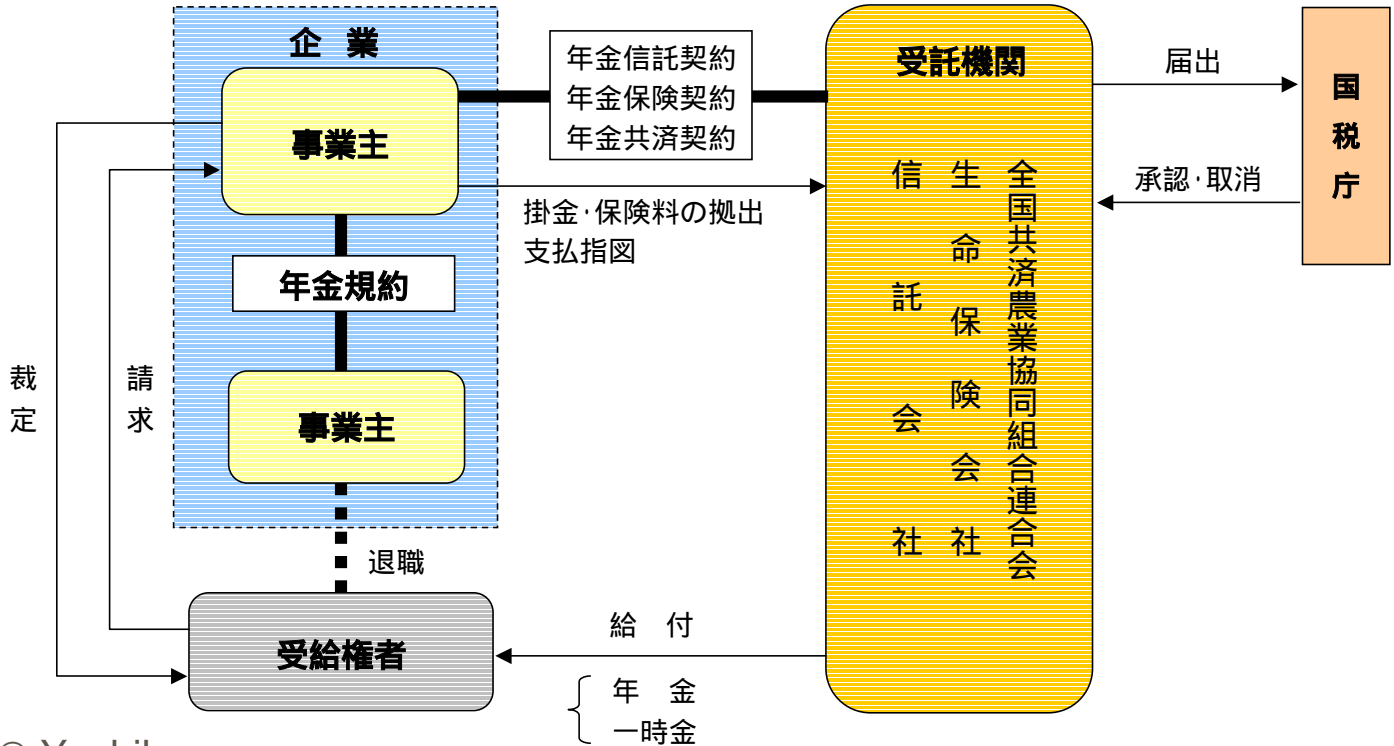 企 業
事業主
年金規約
事業主
退職
受給権者
裁定
請求
年金信託契約
年金保険契約
年金共済契約
掛金･保険料の拠出
支払指図
給 付
年 金
一時金
受託機関
信託会社
生命保険会社
全国共済農業協同組合連合会
届出
承認･取消
国税庁